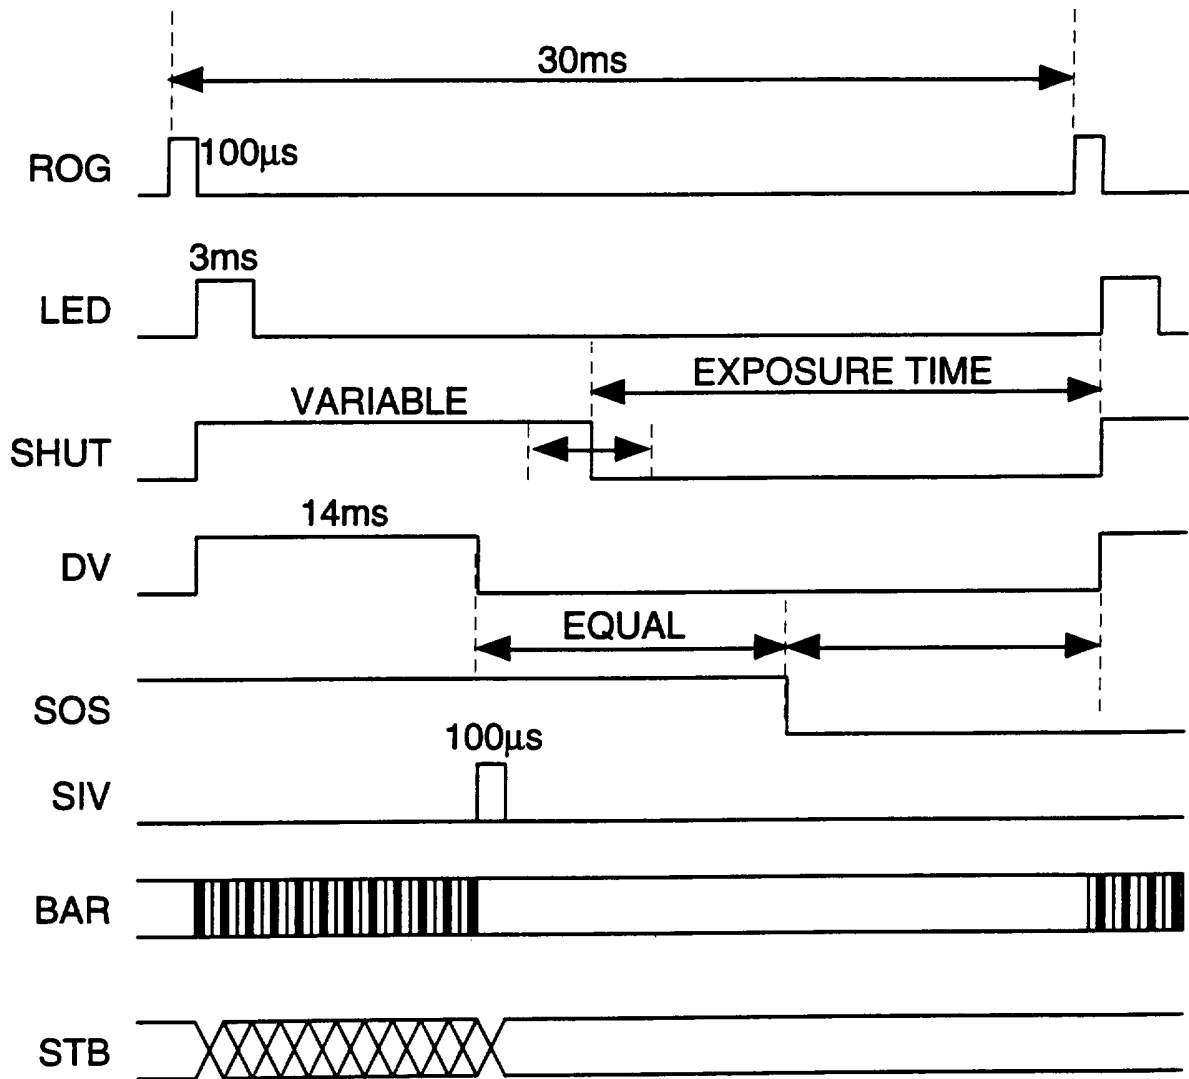 30ms
ROG 100μs
3ms
LED
EXPOSURE TIME
VARIABLE
SHUT
14ms
DV
EQUAL
SOS
100μs
SIV
BAR
STB